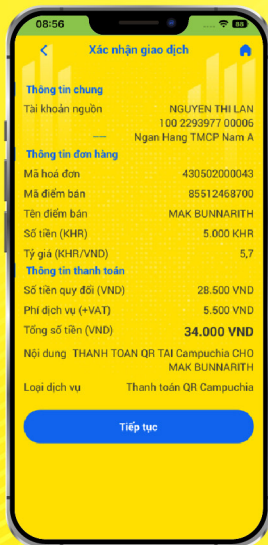 08:56
88
Xác nhận giao dịch
Thông tin chung
Tài khoản nguồn NGUYEN THI LAN
100 2293977 00006
Ngan Hang TMCP Nam A
Thông tin đơn hàng
Mã hoá đơn 430502000043
Mã điểm bán 85512468700
Tên điểm bán MAK BUNNARITH
Số tiền (KHR) 5.000 KHR
Tỷ giá (KHR/VND) 5,7
Thông tin thanh toán
Số tiền quy đổi (VND) 28.500 VND
Phí dịch vụ (+VAT) 5.500 VND
Tổng số tiền (VND) 34.000 VND
Nội dung THANH TOAN QR TAI Campuchia CHO
MAK BUNNARITH
Loại dịch vụ Thanh toán QR Campuchia
Tiếp tục